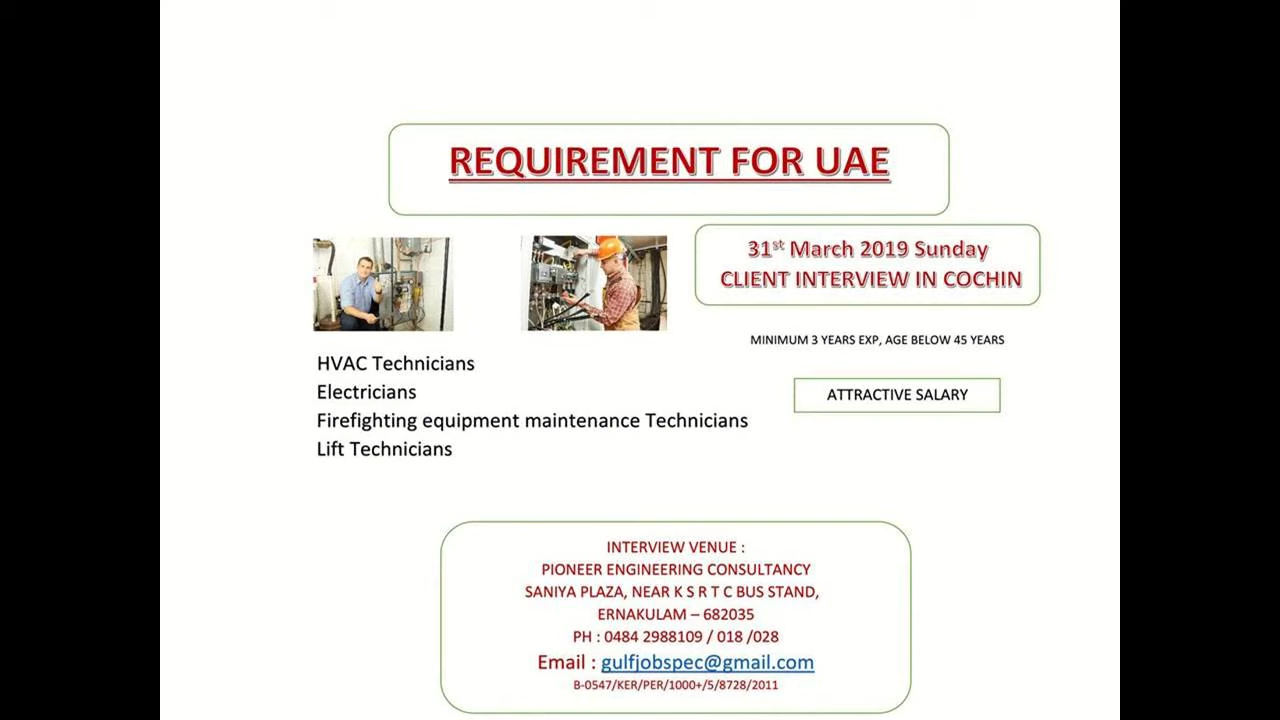 REQUIREMENT FOR UAE
31st March 2019 Sunday
CLIENT INTERVIEW IN COCHIN
MINIMUM 3 YEARS EXP, AGE BELOW 45 YEARS
ATTRACTIVE SALARY
HVAC Technicians
Electricians
Firefighting equipment maintenance Technicians
Lift Technicians
INTERVIEW VENUE :
PIONEER ENGINEERING CONSULTANCY
SANIYA PLAZA, NEAR K S R T C BUS STAND,
ERNAKULAM – 682035
PH : 0484 2988109 / 018 /028
Email : gulfjobspec@gmail.com
B-0547/KER/PER/1000+/5/8728/2011